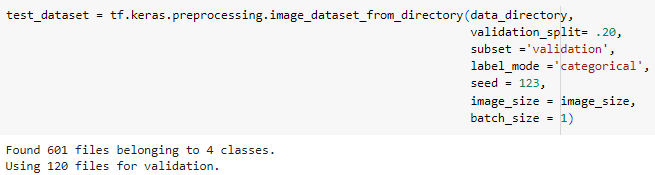 test_dataset = tf.keras.preprocessing.image_dataset_from_directory(data_directory,
validation_split= .20,
subset ='validation',
label_mode ='categorical',
seed = 123,
image_size = image_size,
batch_size = 1)
Found 601 files belonging to 4 classes.
Using 120 files for validation.